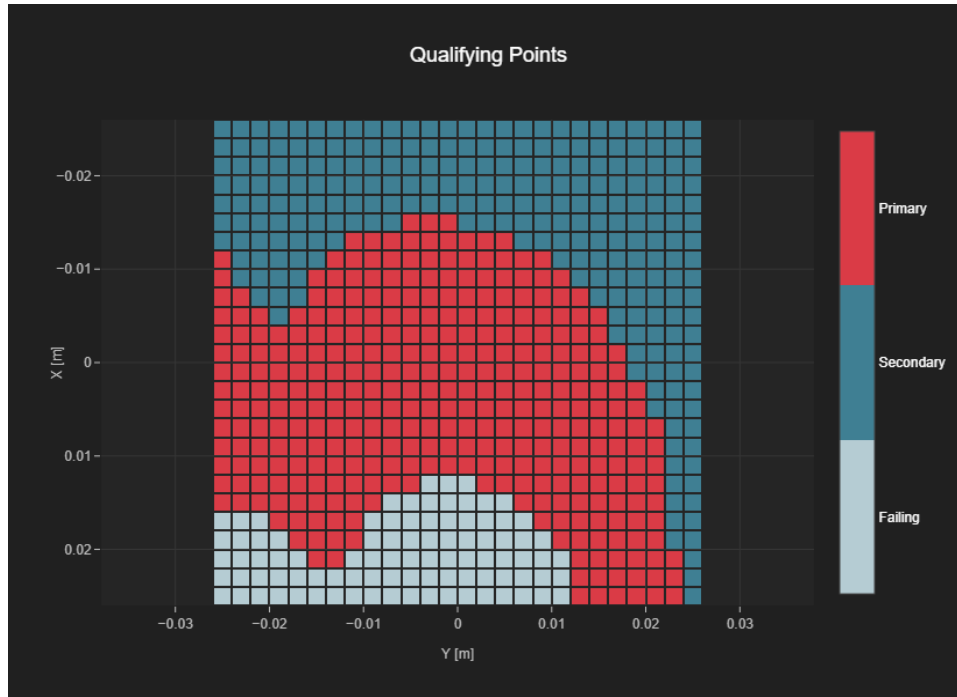 Qualifying Points
−0.02
−0.01
0
0.01
0.02
X [m]
−0.03
−0.02
−0.01
0
0.01
0.02
0.03
Y [m]
Primary
Secondary
Failing